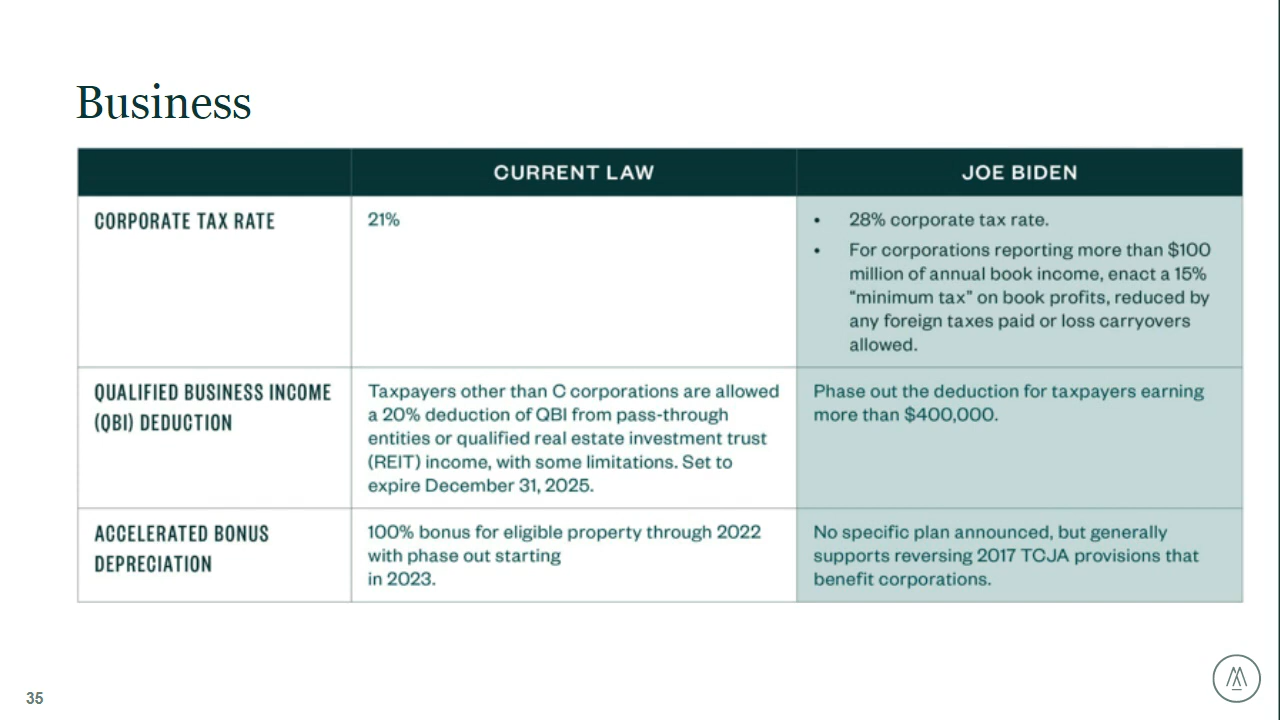 Business
CURRENT LAW
JOE BIDEN
CORPORATE TAX RATE
21%
• 28% corporate tax rate.
• For corporations reporting more than $100
million of annual book income, enact a 15%
“minimum tax” on book profits, reduced by
any foreign taxes paid or loss carryovers
allowed.
QUALIFIED BUSINESS INCOME
(QBI) DEDUCTION
Taxpayers other than C corporations are allowed
a 20% deduction of QBI from pass-through
entities or qualified real estate investment trust
(REIT) income, with some limitations. Set to
expire December 31, 2025.
Phase out the deduction for taxpayers earning
more than $400,000.
ACCELERATED BONUS
DEPRECIATION
100% bonus for eligible property through 2022
with phase out starting
in 2023.
No specific plan announced, but generally
supports reversing 2017 TCJA provisions that
benefit corporations.
35